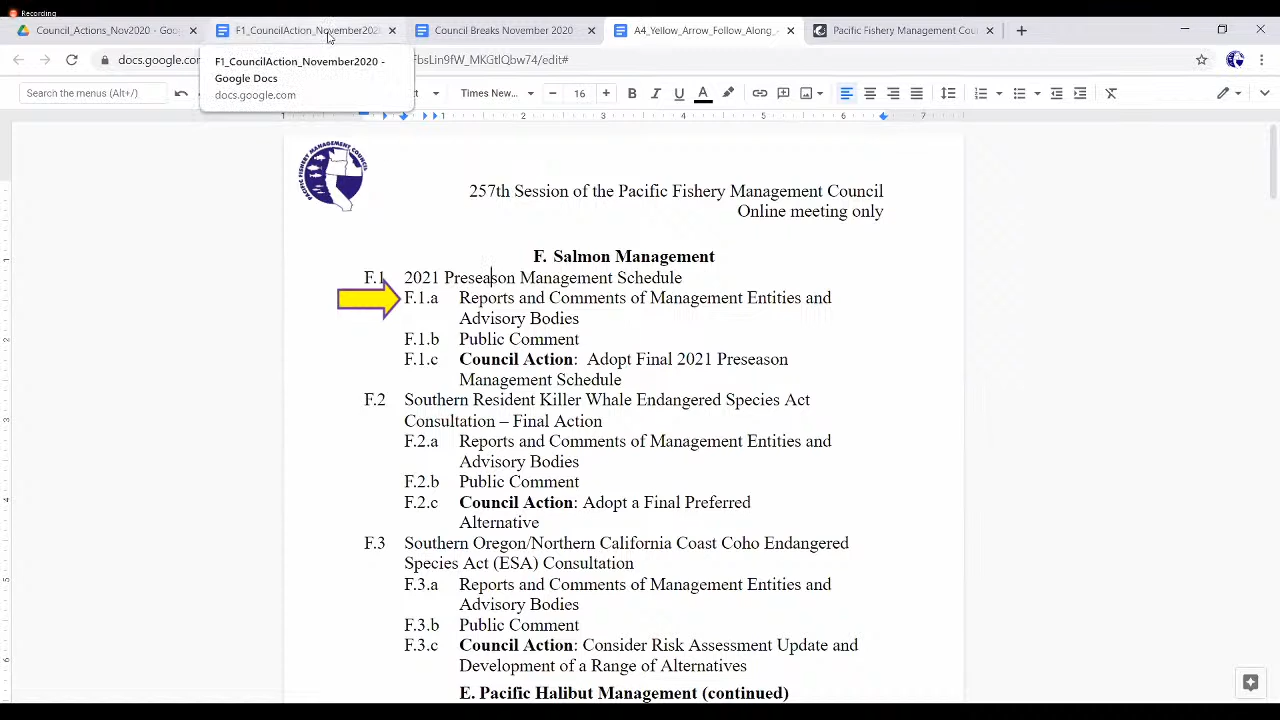 Recording
Council_Actions_Nov2020 - Goo
F1_CouncilAction_November202
Council Breaks November 2020
A4_Yellow_Arrow_Follow_Along_
Pacific Fishery Management Cou
docs.google.co
bsLin9fW_MKGtlQbw74/edit#
F1_CouncilAction_November2020 -
Google Docs
docs.google.com
Search the menus (Alt+/)
Times New...
16
257th Session of the Pacific Fishery Management Council
Online meeting only
PACIFIC FISHERY MANAGEMENT COUNCIL
F. Salmon Management
F.1 2021 Preseason Management Schedule
F.1.a Reports and Comments of Management Entities and
Advisory Bodies
F.1.b Public Comment
F.1.c Council Action: Adopt Final 2021 Preseason
Management Schedule
F.2 Southern Resident Killer Whale Endangered Species Act
Consultation – Final Action
F.2.a Reports and Comments of Management Entities and
Advisory Bodies
F.2.b Public Comment
F.2.c Council Action: Adopt a Final Preferred
Alternative
F.3 Southern Oregon/Northern California Coast Coho Endangered
Species Act (ESA) Consultation
F.3.a Reports and Comments of Management Entities and
Advisory Bodies
F.3.b Public Comment
F.3.c Council Action: Consider Risk Assessment Update and
Development of a Range of Alternatives
E. Pacific Halibut Management (continued)